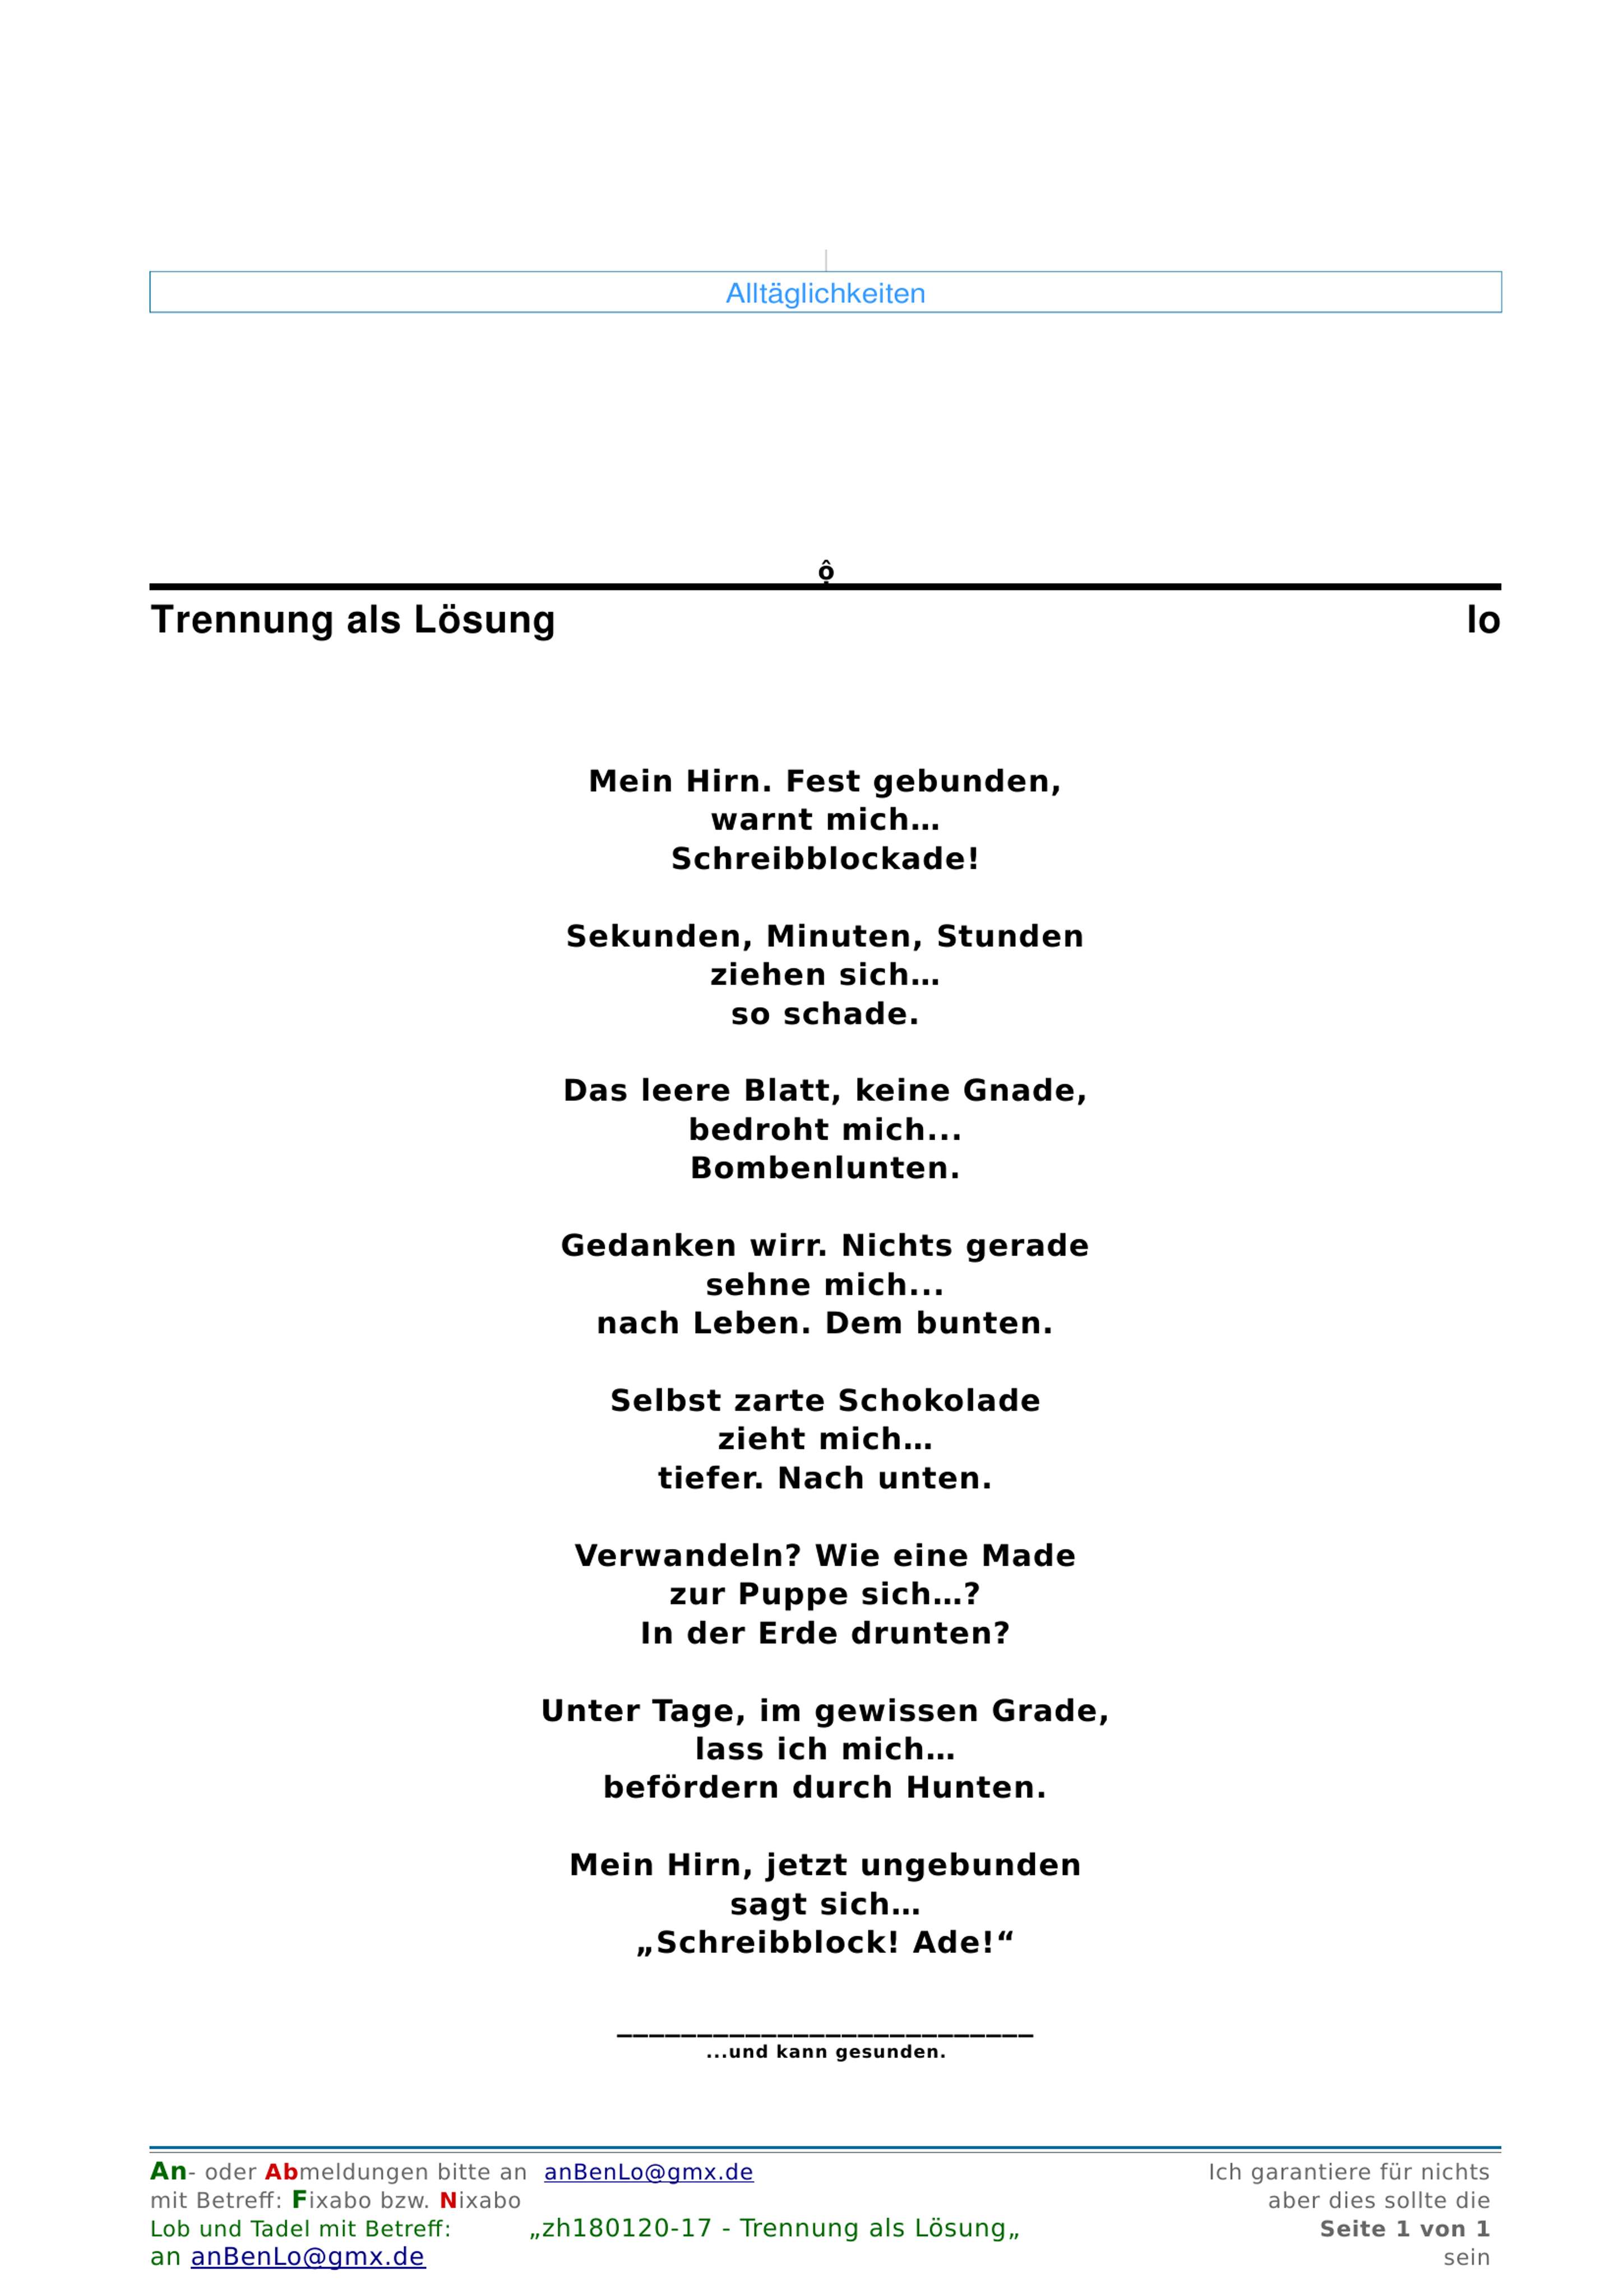 Alltäglichkeiten
ộ
Trennung als Lösung lo
Mein Hirn. Fest gebunden,
warnt mich…
Schreibblockade!
Sekunden, Minuten, Stunden
ziehen sich…
so schade.
Das leere Blatt, keine Gnade,
bedroht mich...
Bombenlunten.
Gedanken wirr. Nichts gerade
sehne mich...
nach Leben. Dem bunten.
Selbst zarte Schokolade
zieht mich…
tiefer. Nach unten.
Verwandeln? Wie eine Made
zur Puppe sich…?
In der Erde drunten?
Unter Tage, im gewissen Grade,
lass ich mich…
befördern durch Hunten.
Mein Hirn, jetzt ungebunden
sagt sich…
„Schreibblock! Ade!“
__________________________
...und kann gesunden.
An- oder Abmeldungen bitte an anBenLo@gmx.de Ich garantiere für nichts
mit Betreff: Fixabo bzw. Nixabo aber dies sollte die
Lob und Tadel mit Betreff: „zh180120-17 - Trennung als Lösung„ Seite 1 von 1
an anBenLo@gmx.de sein